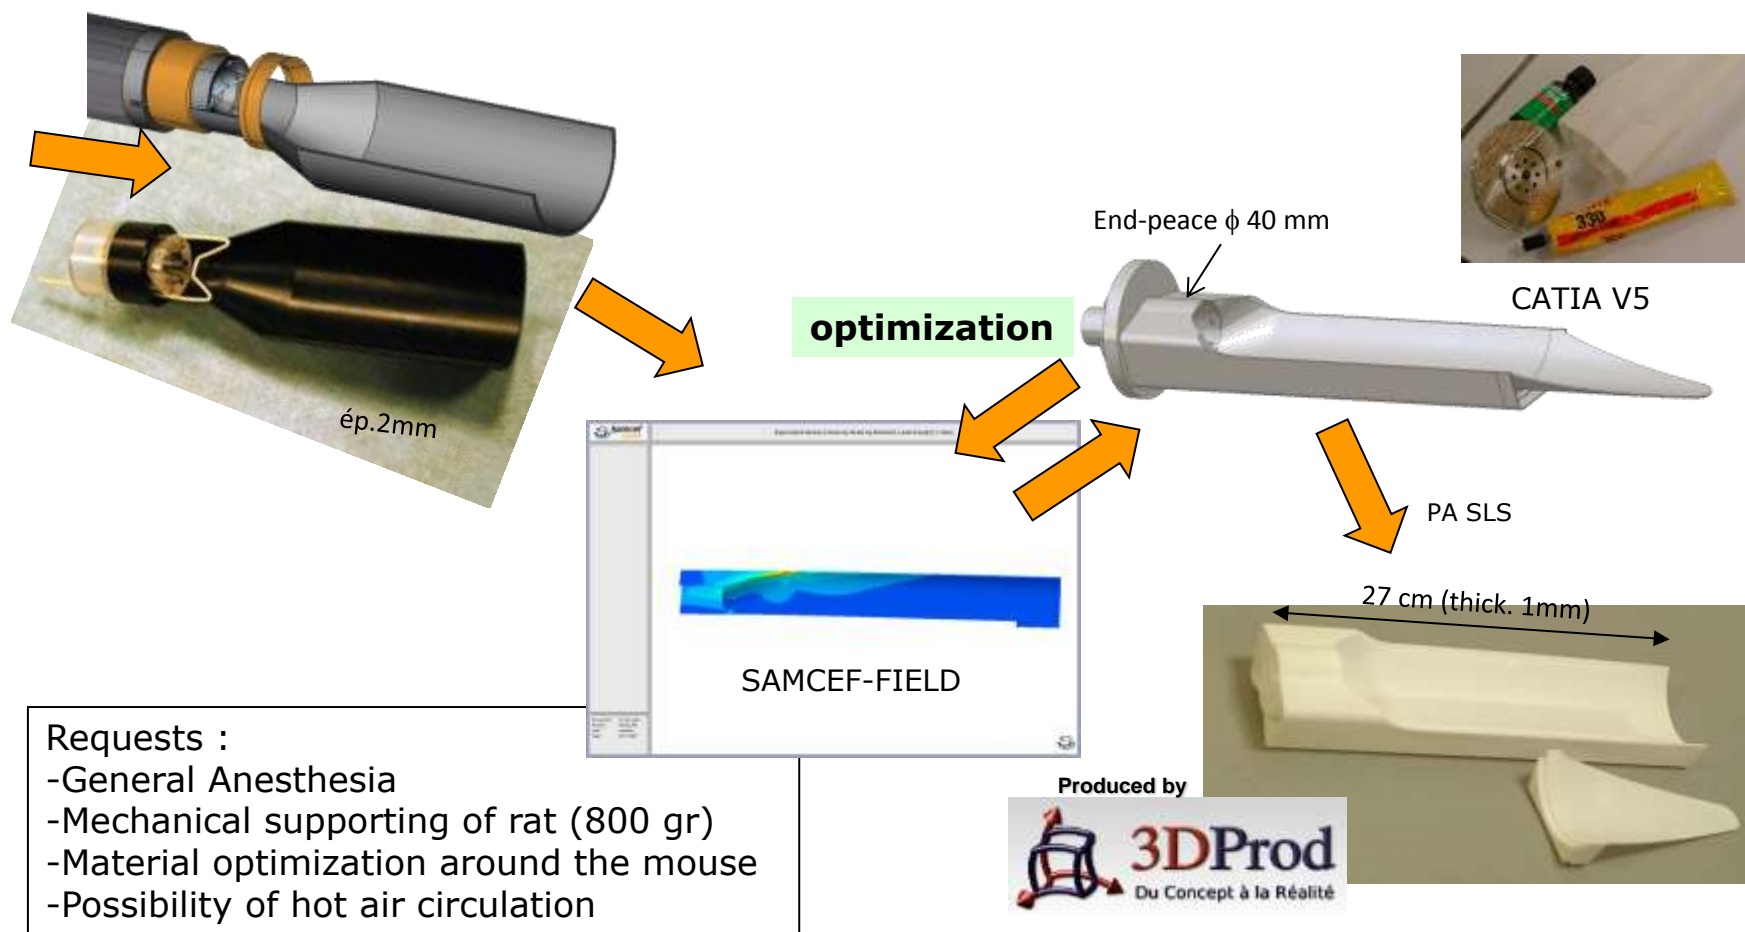 End-peace ϕ 40 mm
330
CATIA V5
optimization
ép.2mm
samcef
PA SLS
27 cm (thick. 1mm)
SAMCEF-FIELD
Requests :
-General Anesthesia
-Mechanical supporting of rat (800 gr)
-Material optimization around the mouse
-Possibility of hot air circulation
Produced by
3DProd
Du Concept à la Réalité